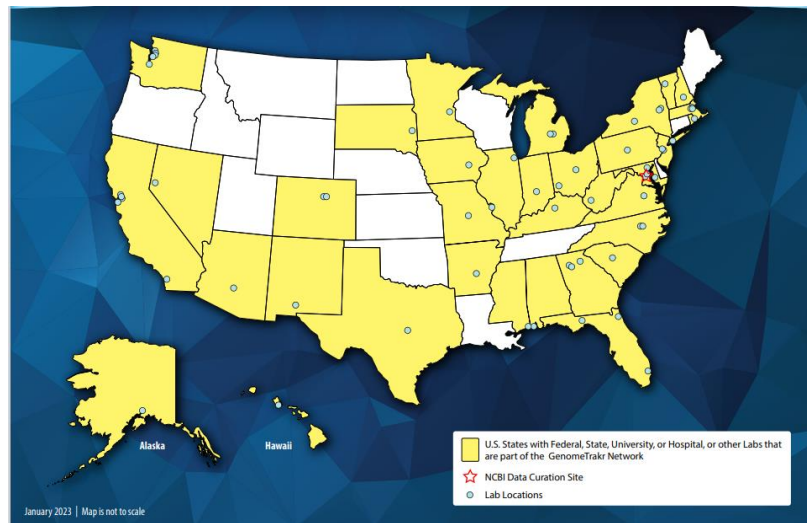 Alaska
Hawaii
U.S. States with Federal, State, University, or Hospital, or other Labs that
are part of the GenomeTrakr Network
NCBI Data Curation Site
Lab Locations
January 2023 | Map is not to scale